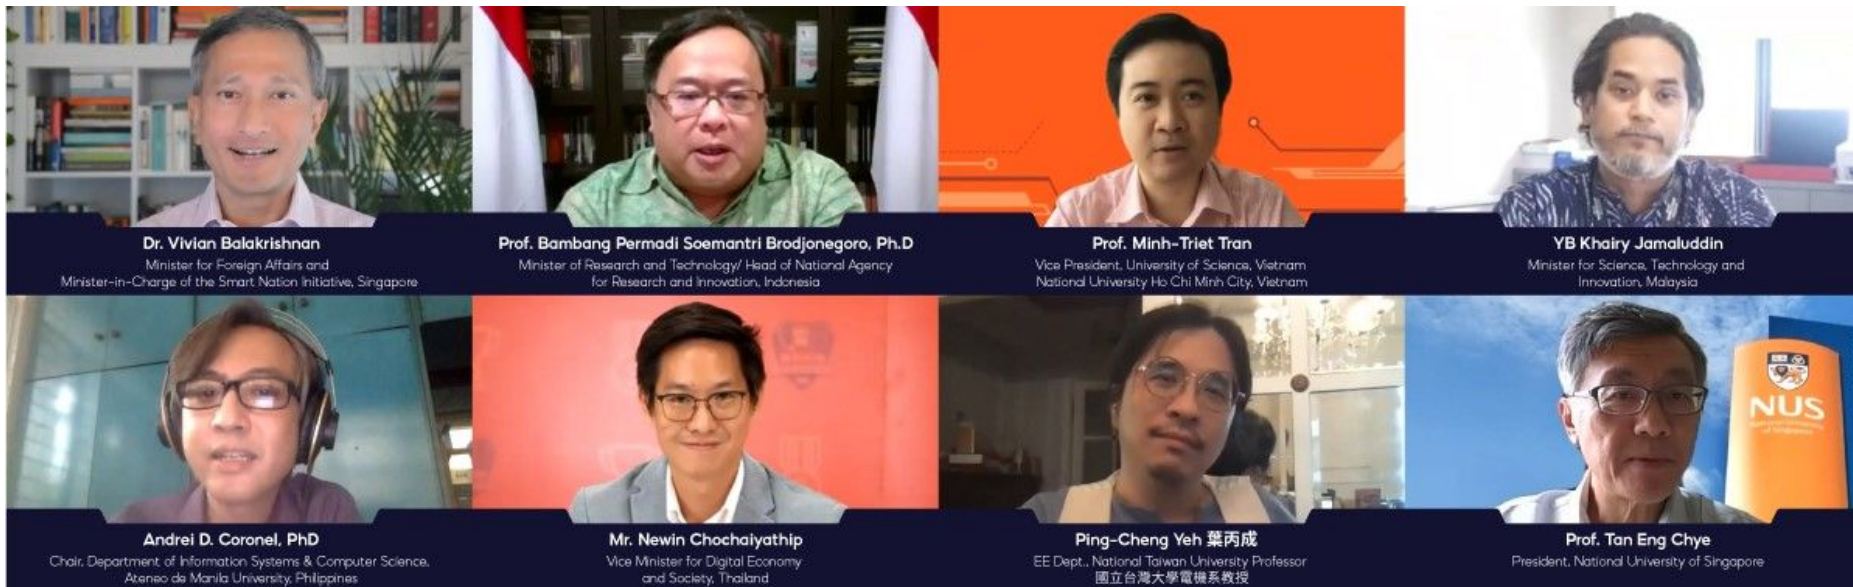 Dr. Vivian Balakrishnan
Minister for Foreign Affairs and
Minister-in-Charge of the Smart Nation Initiative, Singapore
Prof. Bambang Permadi Soemantri Brodjonegoro, Ph.D
Minister of Research and Technology/ Head of National Agency
for Research and Innovation, Indonesia
Prof. Minh-Triet Tran
Vice President, University of Science, Vietnam
National University Ho Chi Minh City, Vietnam
YB Khairy Jamaluddin
Minister for Science, Technology and
Innovation, Malaysia
NUS
National University
of Singapore
Andrei D. Coronel, PhD
Chair, Department of Information Systems & Computer Science,
Ateneo de Manila University, Philippines
Mr. Newin Chochaiyathip
Vice Minister for Digital Economy
and Society, Thailand
Ping-Cheng Yeh 葉丙成
EE Dept., National Taiwan University Professor
國立台灣大學電機系教授
Prof. Tan Eng Chye
President, National University of Singapore